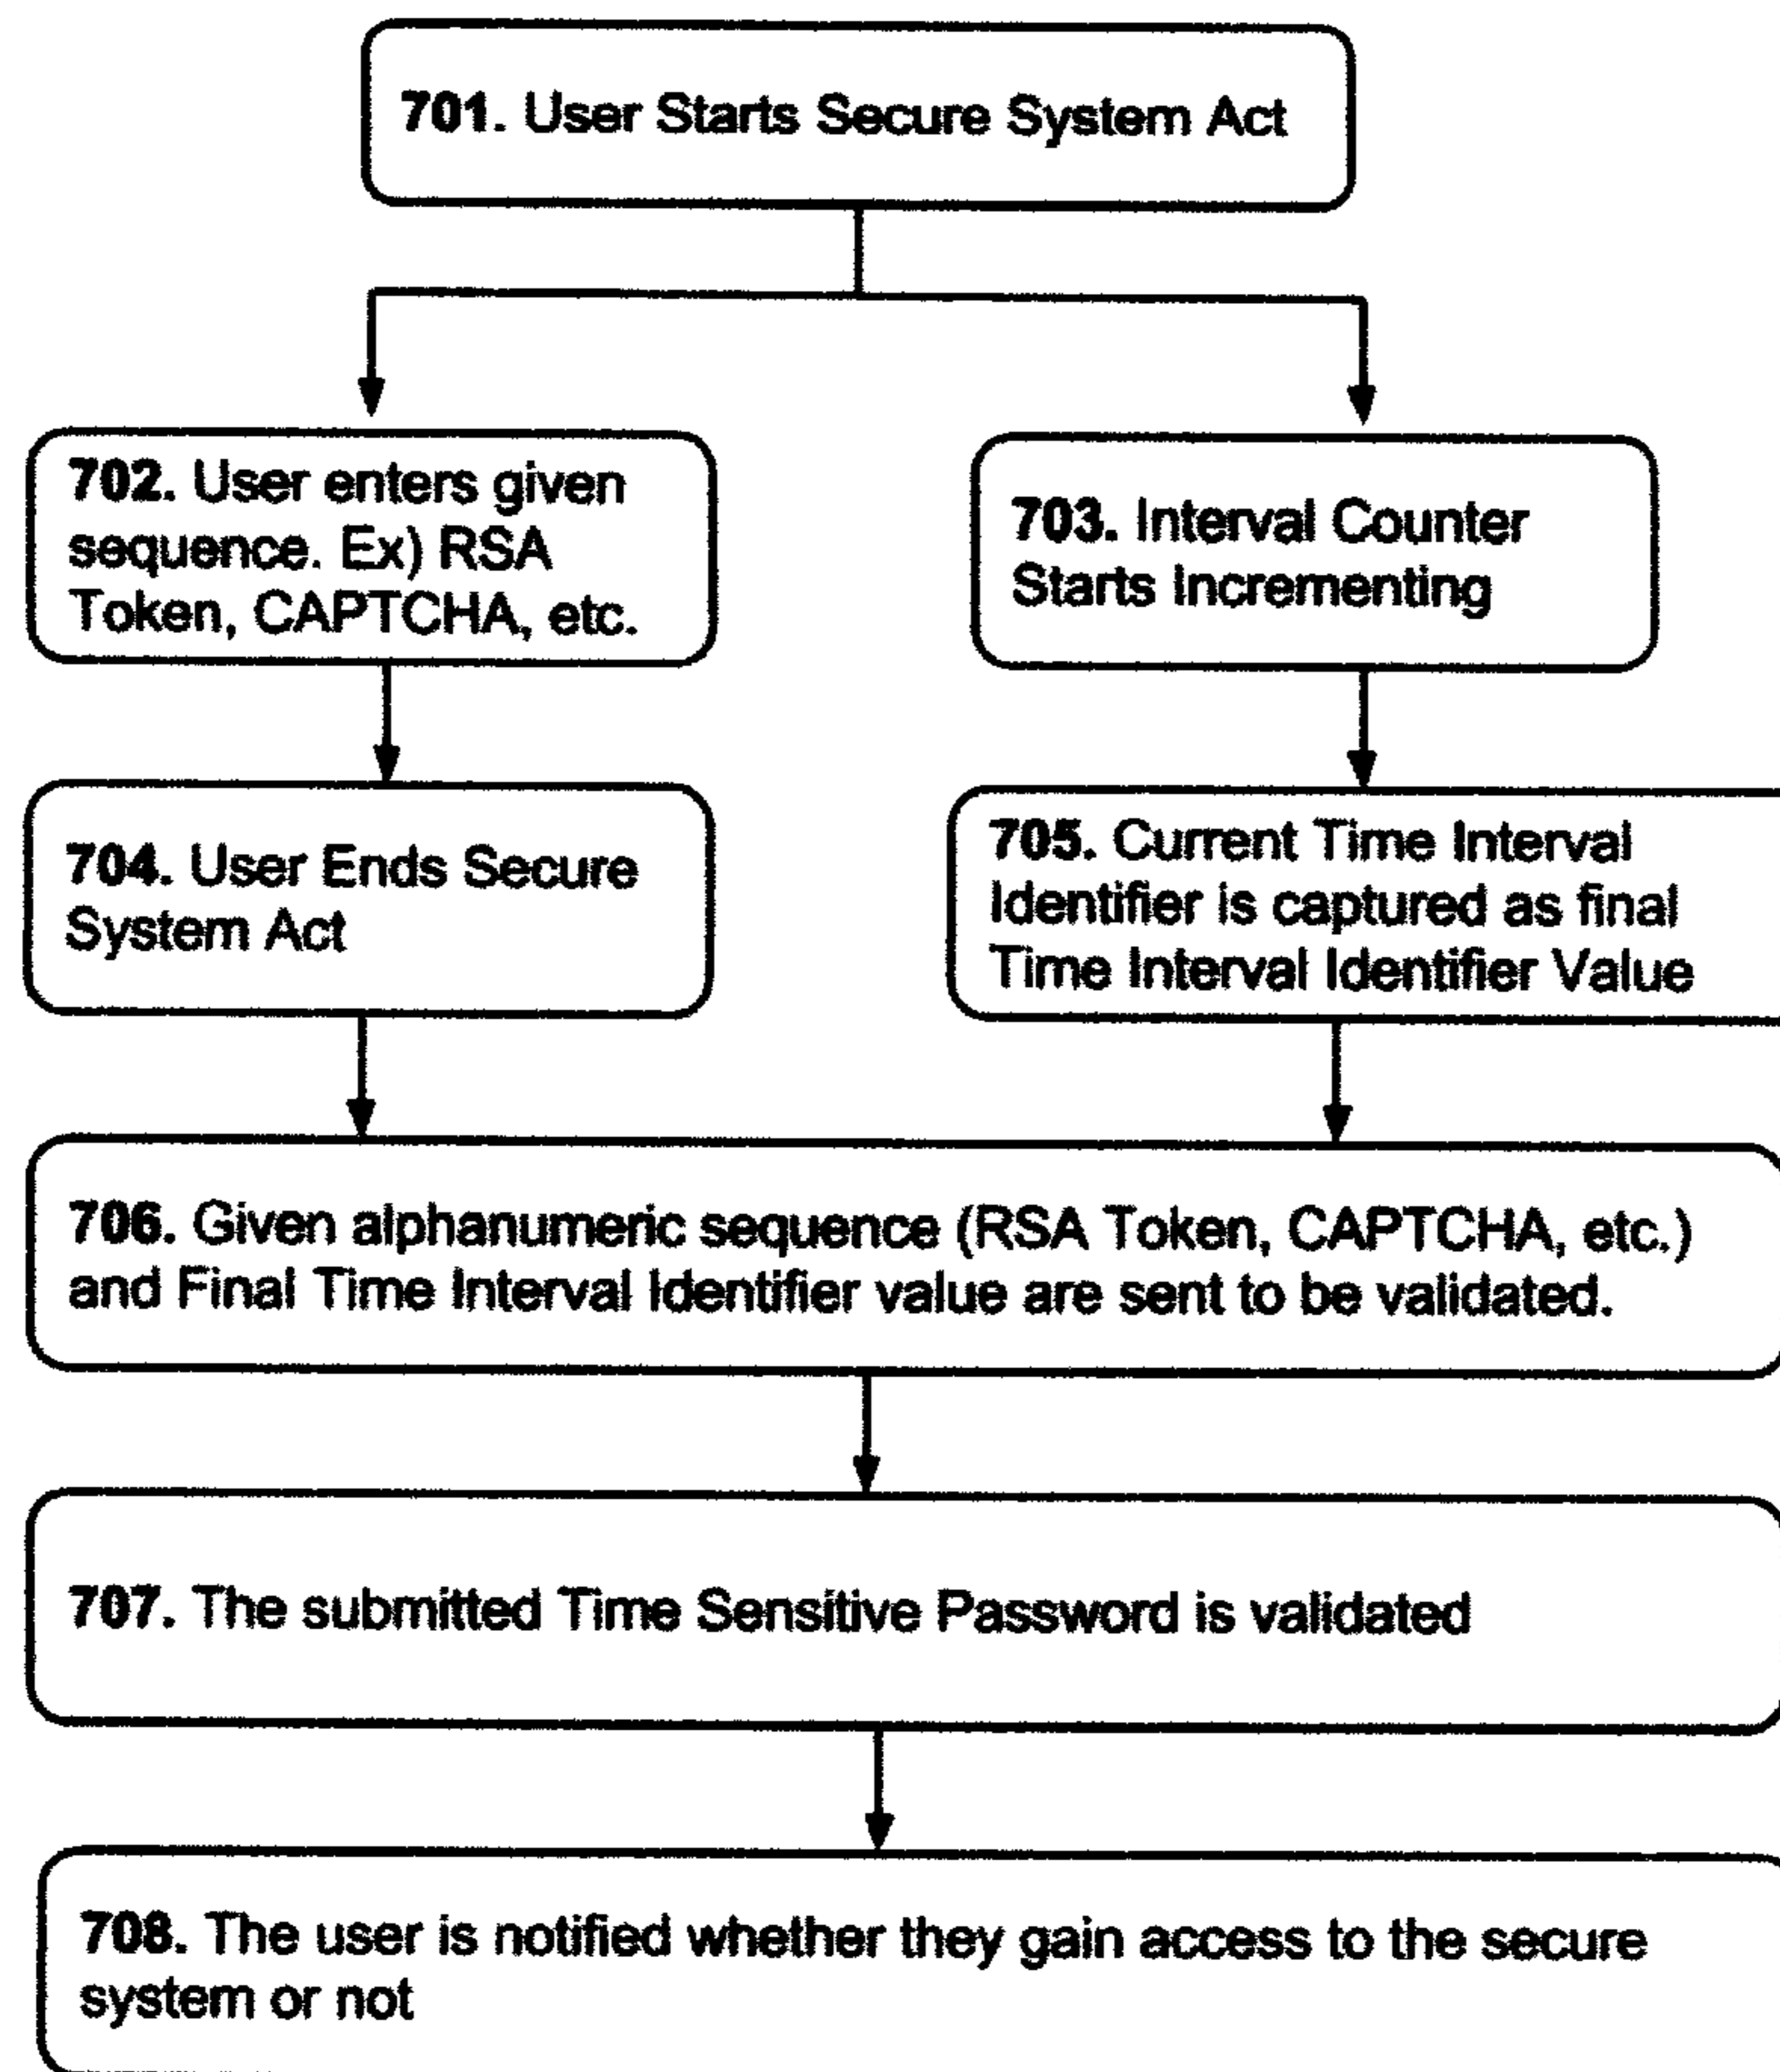 701. User Starts Secure System Act
702. User enters given
sequence. Ex) RSA
Token, CAPTCHA, etc.
703. Interval Counter
Starts Incrementing
704. User Ends Secure
System Act
705. Current Time Interval
Identifier is captured as final
Time Interval Identifier Value
706. Given alphanumeric sequence (RSA Token, CAPTCHA, etc.)
and Final Time Interval Identifier value are sent to be validated.
707. The submitted Time Sensitive Password is validated
708. The user is notified whether they gain access to the secure
system or not